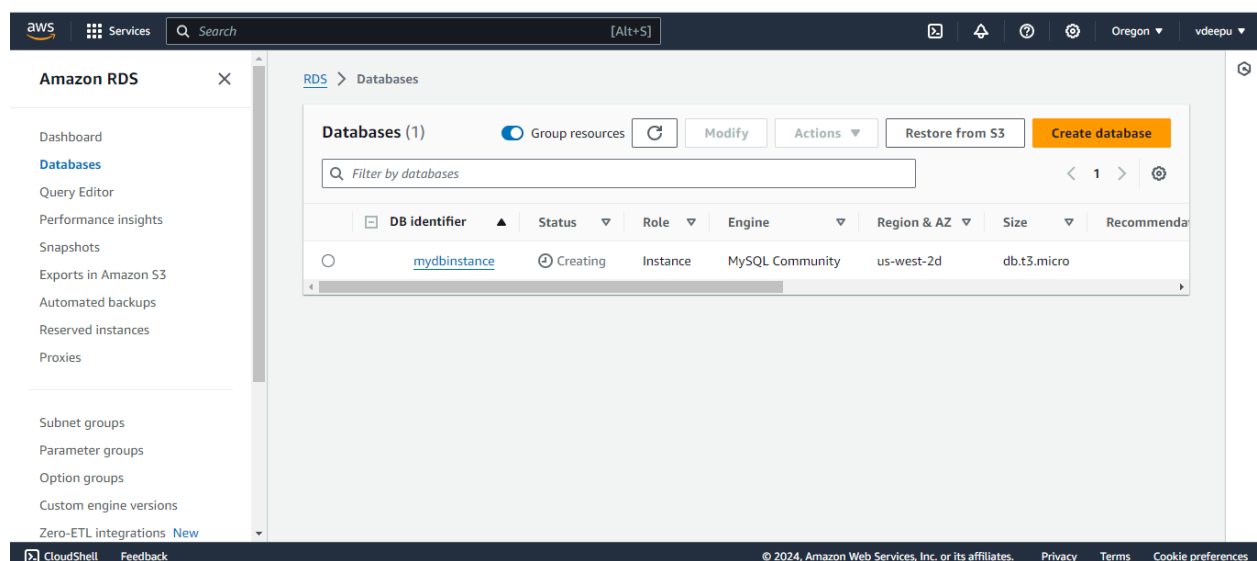 aws Services Search [Alt+S] Oregon vdeepu
Amazon RDS
Dashboard
Databases
Query Editor
Performance insights
Snapshots
Exports in Amazon S3
Automated backups
Reserved instances
Proxies
Subnet groups
Parameter groups
Option groups
Custom engine versions
Zero-ETL integrations New
RDS > Databases
Databases (1) Group resources Modify Actions Restore from S3 Create database
Filter by databases 1
DB identifier Status Role Engine Region & AZ Size Recommenda
mydbinstance Creating Instance MySQL Community us-west-2d db.t3.micro
CloudShell Feedback © 2024, Amazon Web Services, Inc. or its affiliates. Privacy Terms Cookie preferences